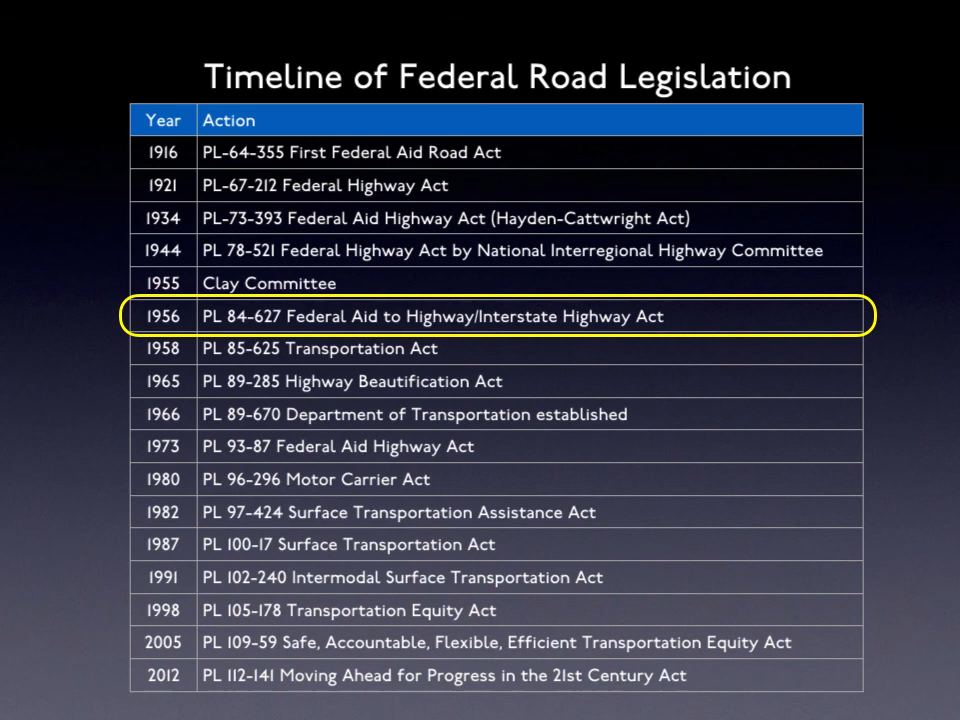 Timeline of Federal Road Legislation
Year Action
1916 PL-64-355 First Federal Aid Road Act
1921 PL-67-212 Federal Highway Act
1934 PL-73-393 Federal Aid Highway Act (Hayden-Cattwright Act)
1944 PL 78-521 Federal Highway Act by National Interregional Highway Committee
1955 Clay Committee
1956 PL 84-627 Federal Aid to Highway/Interstate Highway Act
1958 PL 85-625 Transportation Act
1965 PL 89-285 Highway Beautification Act
1966 PL 89-670 Department of Transportation established
1973 PL 93-87 Federal Aid Highway Act
1980 PL 96-296 Motor Carrier Act
1982 PL 97-424 Surface Transportation Assistance Act
1987 PL 100-17 Surface Transportation Act
1991 PL 102-240 Intermodal Surface Transportation Act
1998 PL 105-178 Transportation Equity Act
2005 PL 109-59 Safe, Accountable, Flexible, Efficient Transportation Equity Act
2012 PL 112-141 Moving Ahead for Progress in the 21st Century Act